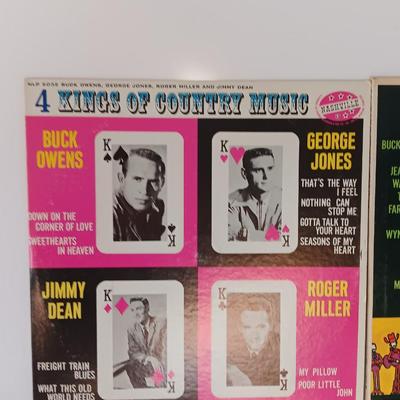 NLP 2035 BUCK OWENS, GEORGE JONES, ROGER MILLER AND JIMMY DEAN
4 KINGS OF COUNTRY MUSIC
NASHVILLE
BUCK
OWENS
DOWN ON THE
CORNER OF LOVE
SWEETHEARTS
IN HEAVEN
K
K
GEORGE
JONES
THAT'S THE WAY
I FEEL
NOTHING CAN
STOP ME
GOTTA TALK TO
YOUR HEART
SEASONS OF MY
HEART
K
K
JIMMY
DEAN
FREIGHT TRAIN
BLUES
WHAT THIS OLD
WORLD NEEDS
K
K
ROGER
MILLER
MY PILLOW
POOR LITTLE
JOHN
K
K
BUCK
JEA
WA
T
FAR
WYN
M